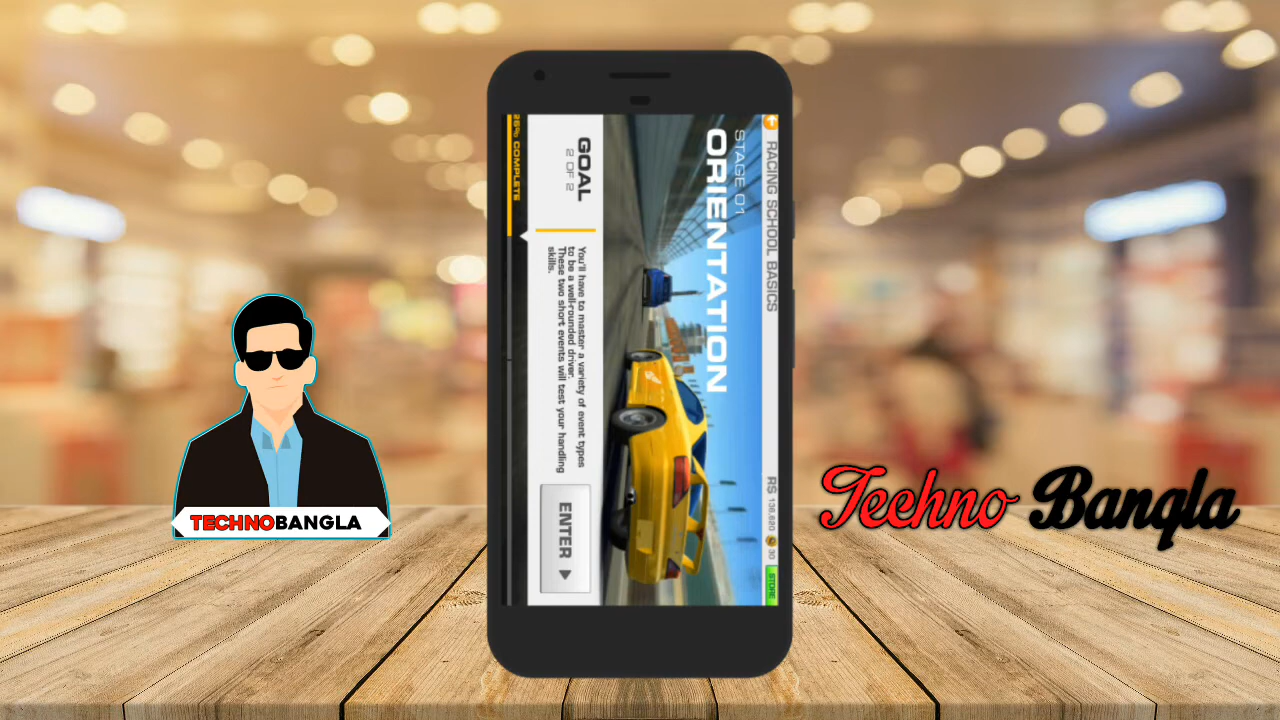 RACING SCHOOL BASICS
R$ 136,620 30 STORE
STAGE 01
ORIENTATION
GOAL
2 OF 2
You'll have to master a variety of event types
to be a well-rounded driver.
These two short events will test your handling
skills.
ENTER
25% COMPLETE
TECHNOBANGLA
Techno Bangla